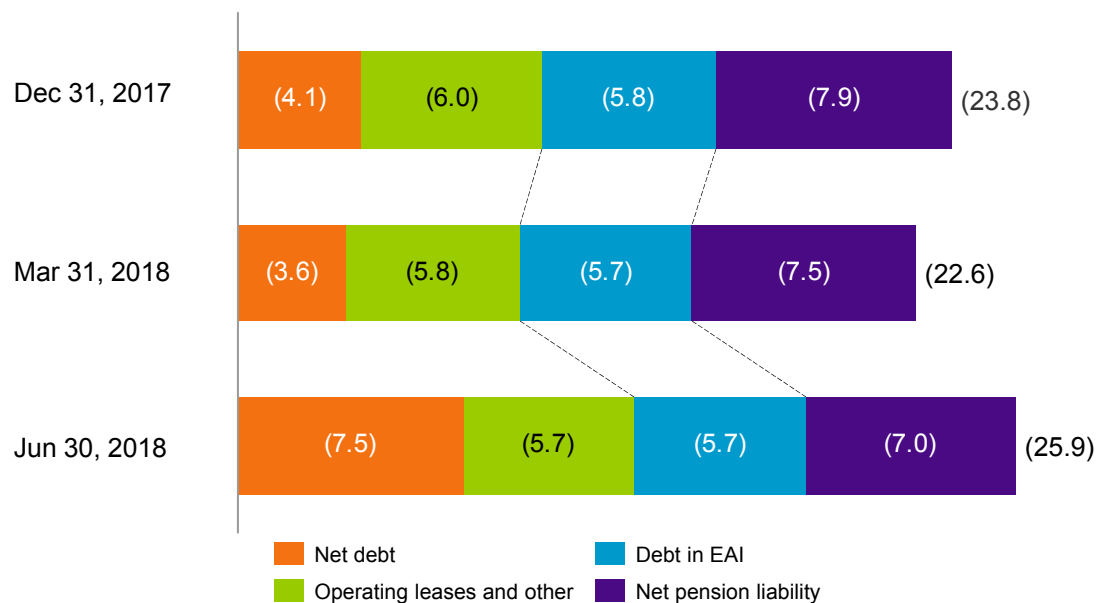 Dec 31, 2017 (4.1) (6.0) (5.8) (7.9) (23.8)
Mar 31, 2018 (3.6) (5.8) (5.7) (7.5) (22.6)
Jun 30, 2018 (7.5) (5.7) (5.7) (7.0) (25.9)
Net debt Debt in EAI
Operating leases and other Net pension liability